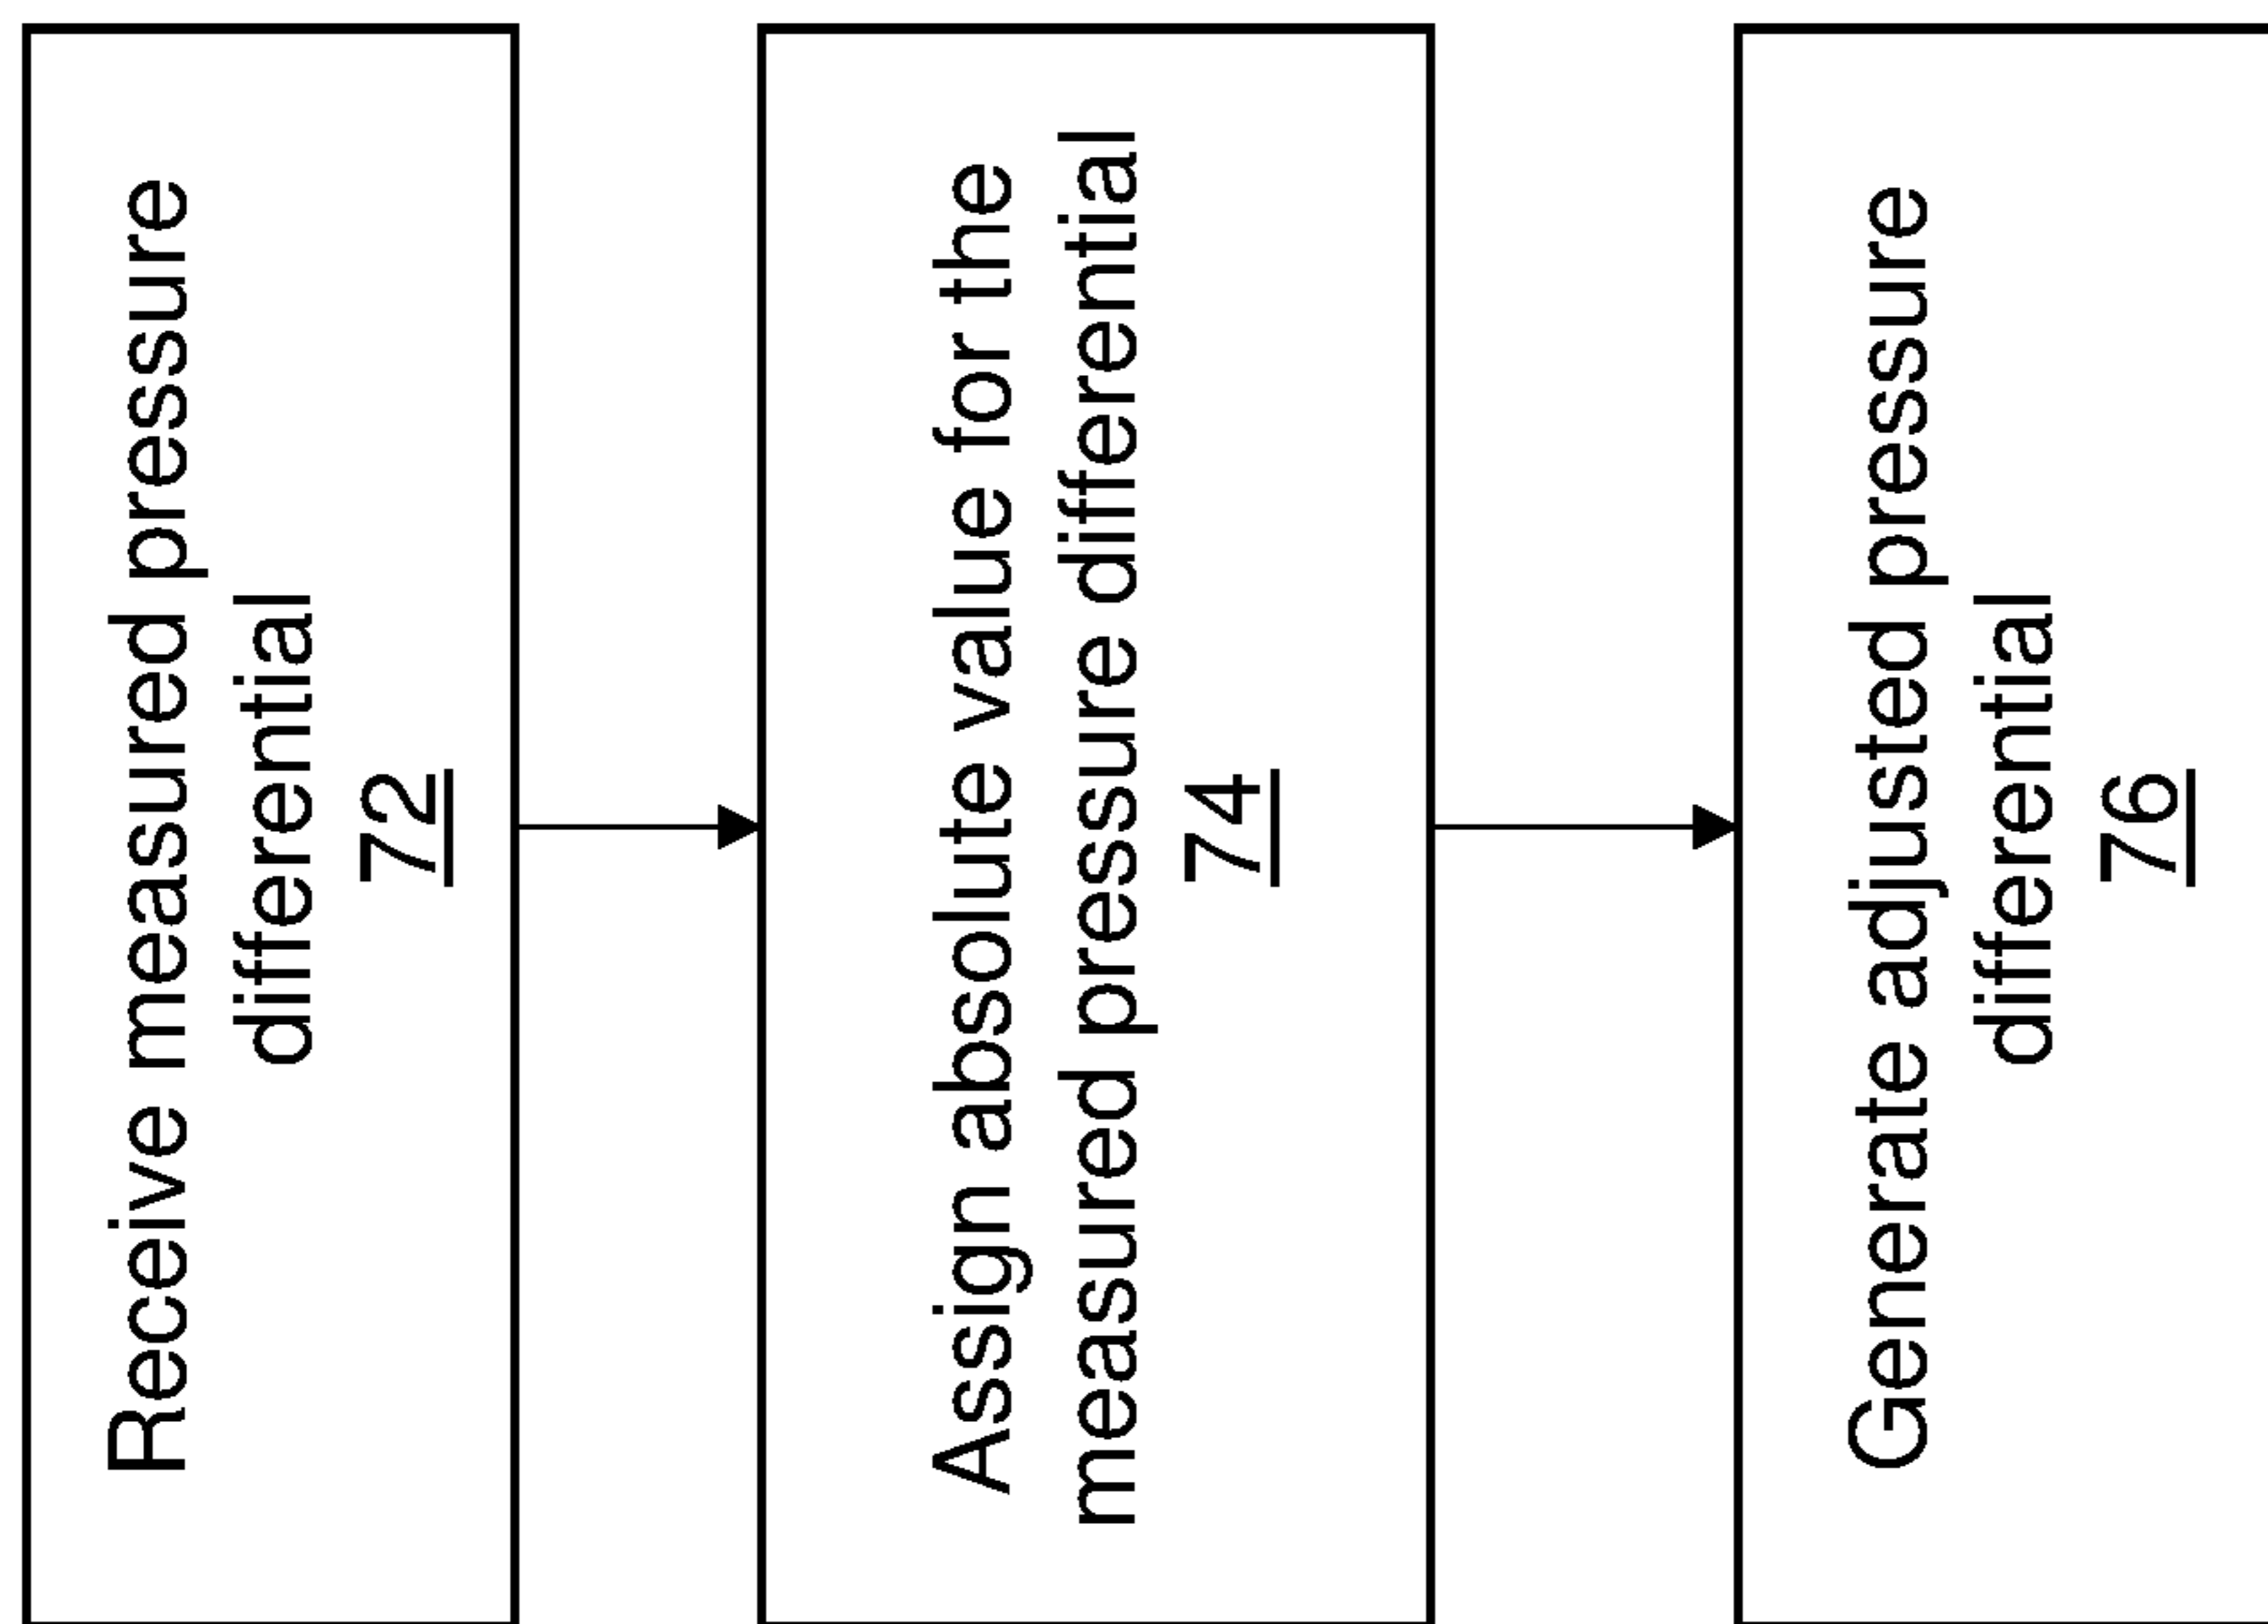 Receive measured pressure
differential
72
Assign absolute value for the
measured pressure differential
74
Generate adjusted pressure
differential
76